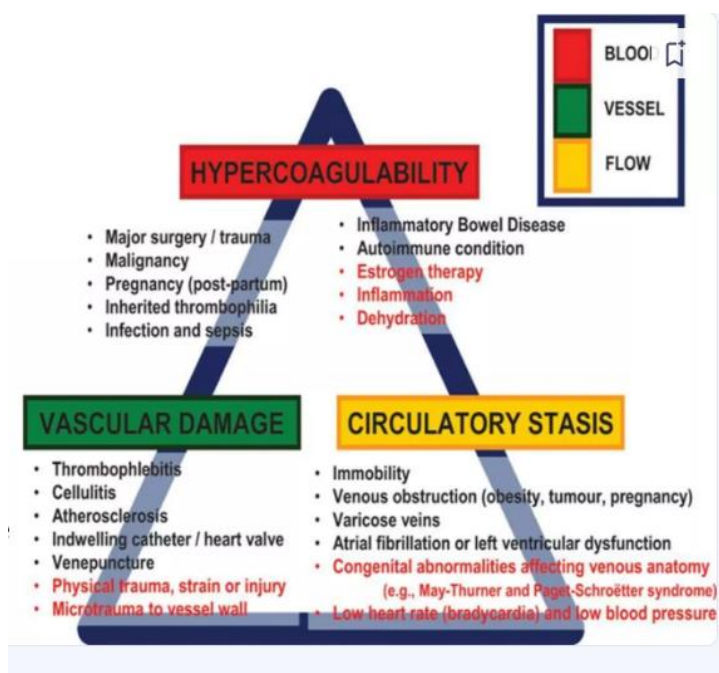 BLOOD
VESSEL
FLOW
HYPERCOAGULABILITY
• Major surgery / trauma
• Malignancy
• Pregnancy (post-partum)
• Inherited thrombophilia
• Infection and sepsis
• Inflammatory Bowel Disease
• Autoimmune condition
• Estrogen therapy
• Inflammation
• Dehydration
VASCULAR DAMAGE
• Thrombophlebitis
• Cellulitis
• Atherosclerosis
• Indwelling catheter / heart valve
• Venepuncture
• Physical trauma, strain or injury
• Microtrauma to vessel wall
CIRCULATORY STASIS
• Immobility
• Venous obstruction (obesity, tumour, pregnancy)
• Varicose veins
• Atrial fibrillation or left ventricular dysfunction
• Congenital abnormalities affecting venous anatomy
(e.g., May-Thurner and Paget-Schroëtter syndrome)
• Low heart rate (bradycardia) and low blood pressure